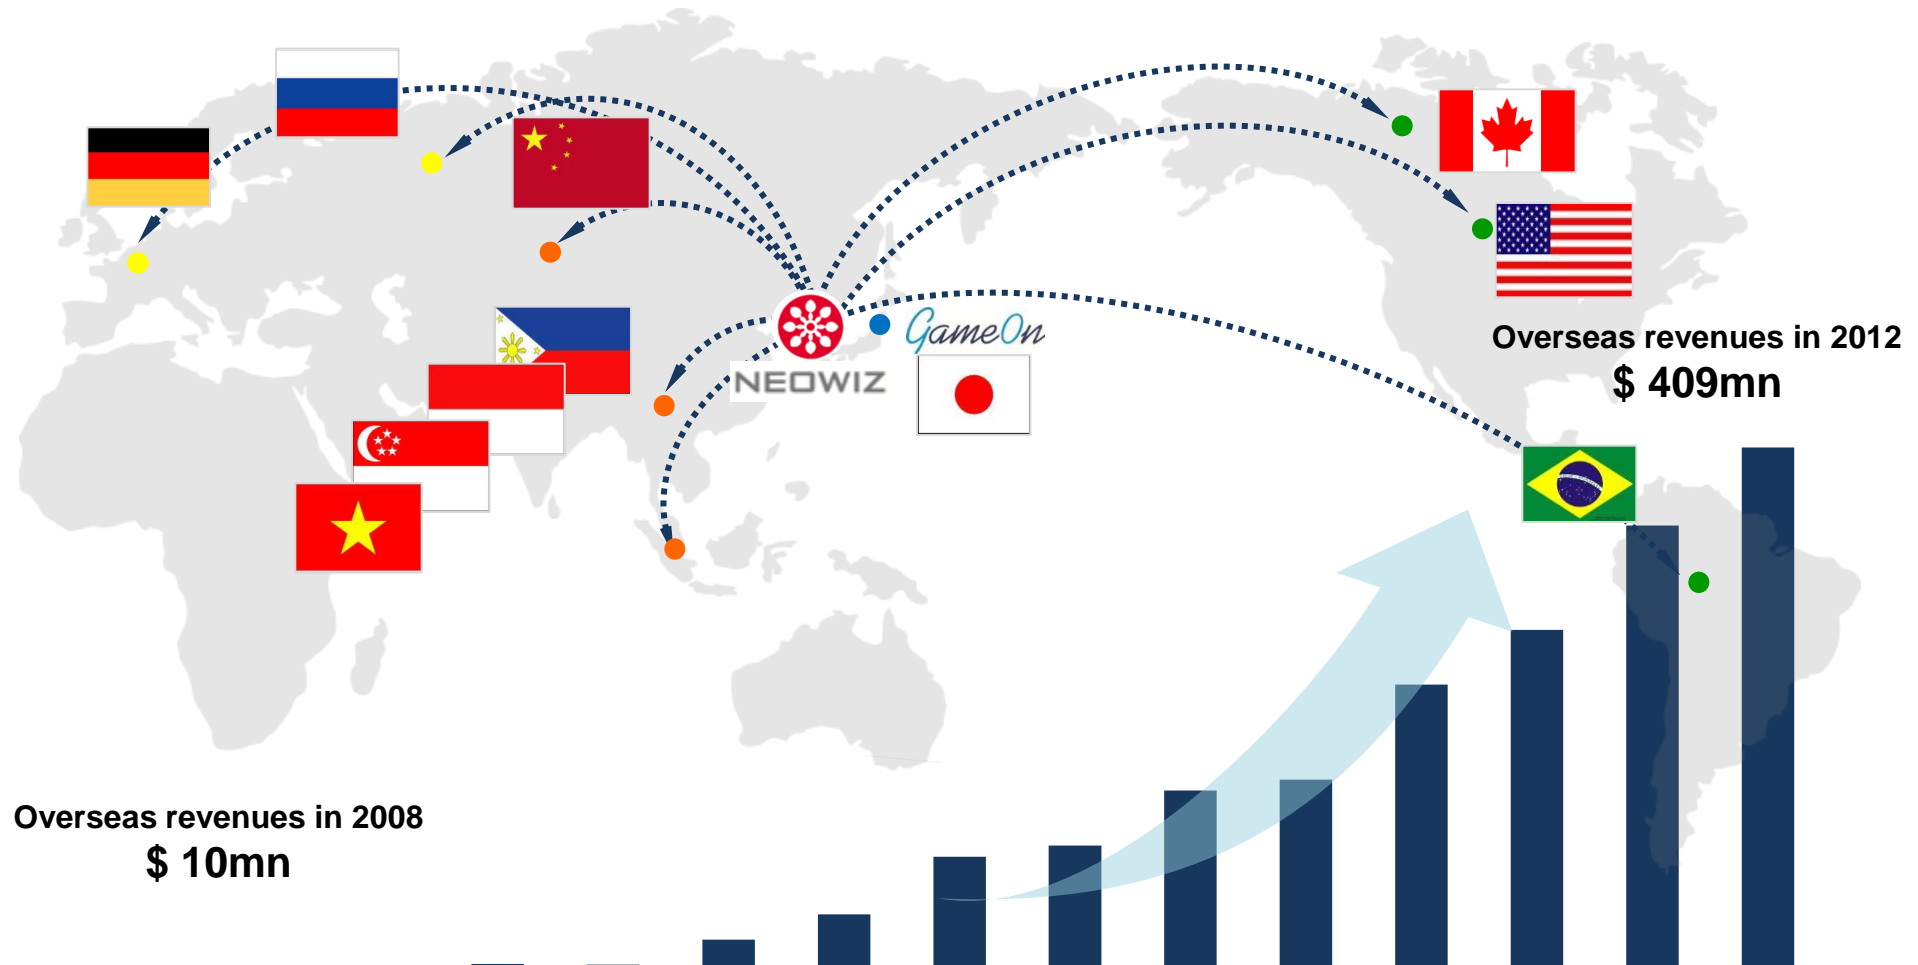 GameOn
NEOWIZ
Overseas revenues in 2012
$ 409mn
Overseas revenues in 2008
$ 10mn